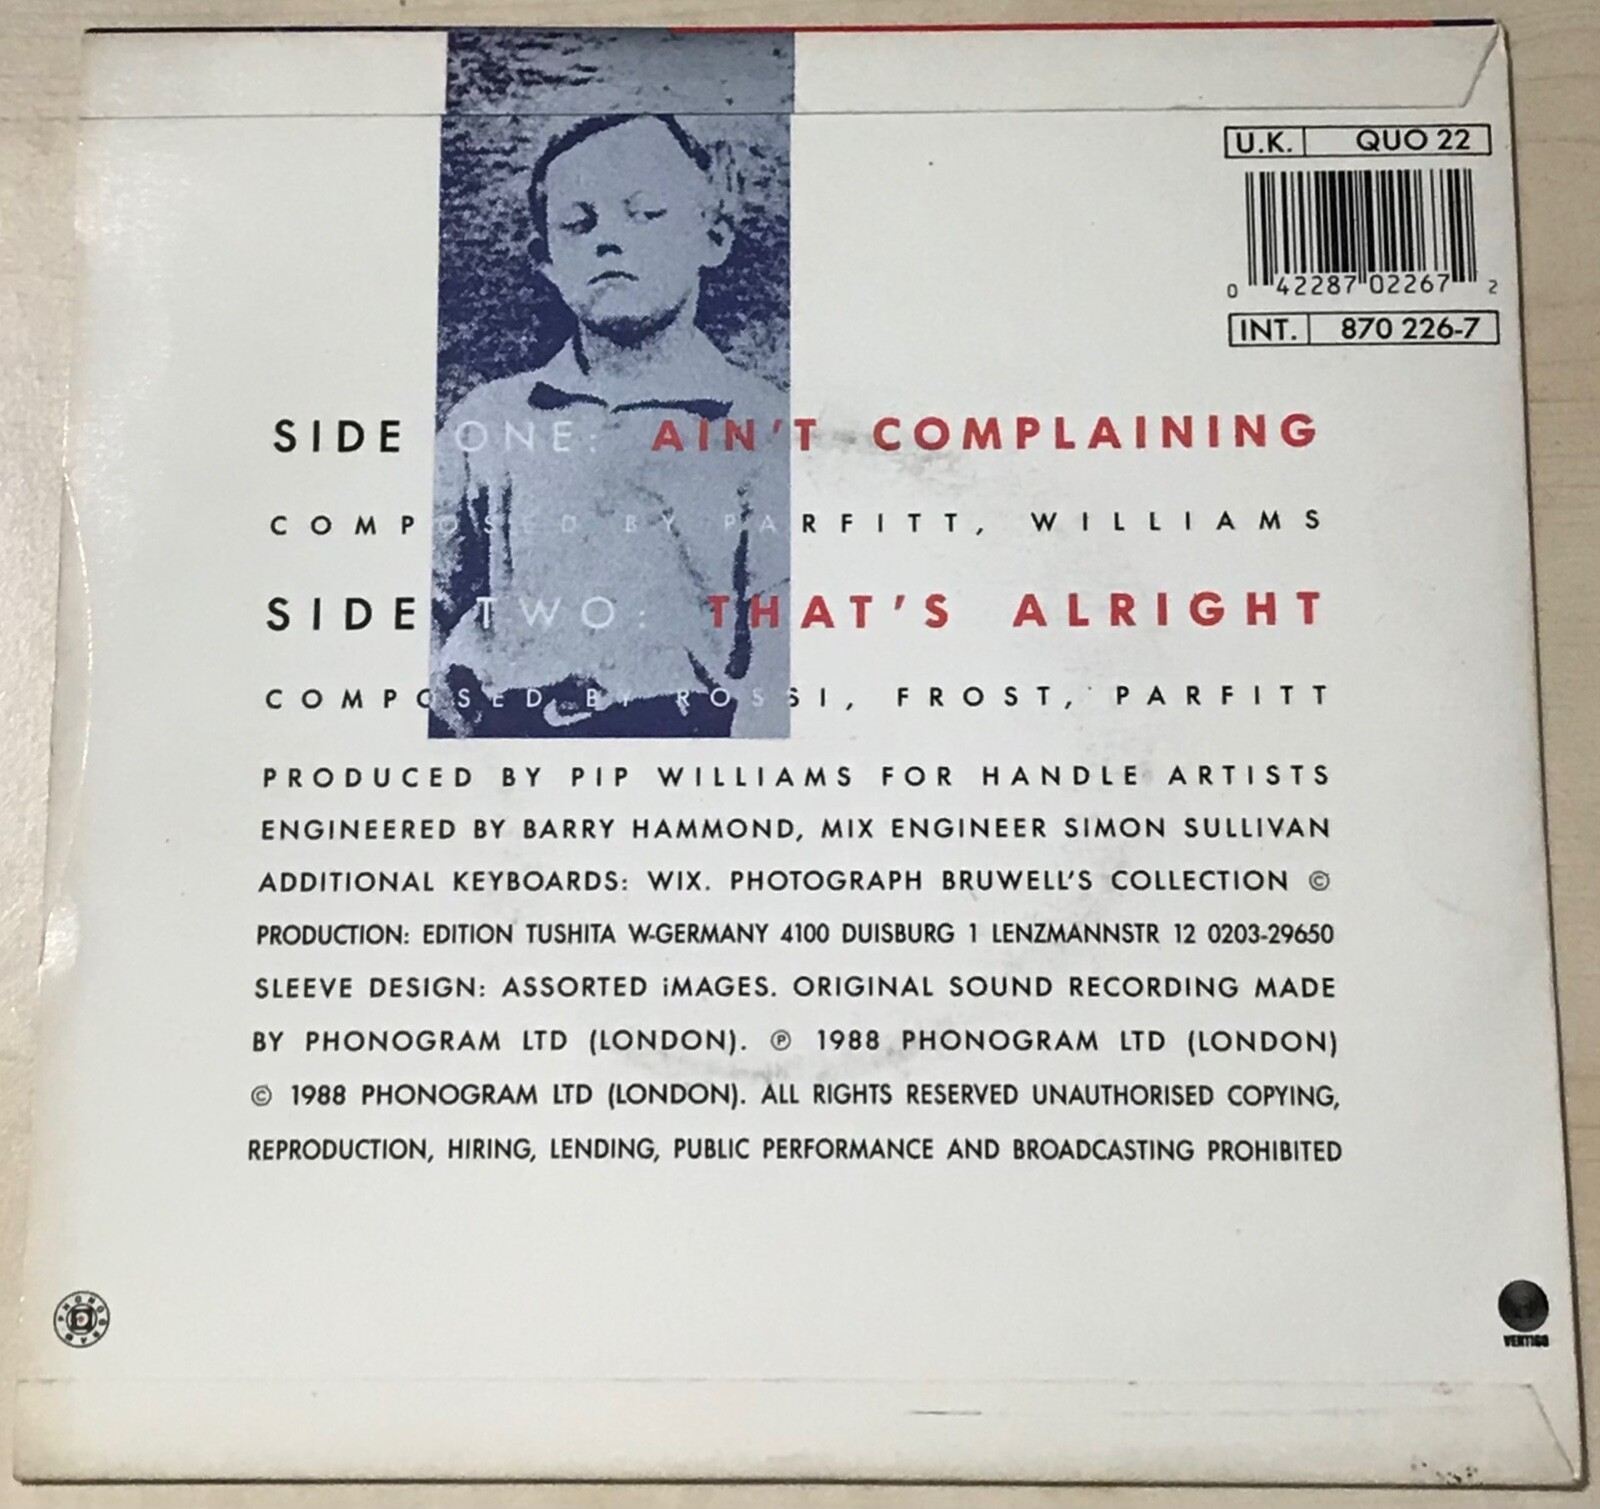 U.K. QUO 22
0 42287 02267 2
INT. 870 226-7
SIDE ONE: AIN'T COMPLAINING
COMPOSED BY PARFITT, WILLIAMS
SIDE TWO: THAT'S ALRIGHT
COMPOSED BY ROSSI, FROST, PARFITT
PRODUCED BY PIP WILLIAMS FOR HANDLE ARTISTS
ENGINEERED BY BARRY HAMMOND, MIX ENGINEER SIMON SULLIVAN
ADDITIONAL KEYBOARDS: WIX. PHOTOGRAPH BRUWELL'S COLLECTION ©
PRODUCTION: EDITION TUSHITA W-GERMANY 4100 DUISBURG 1 LENZMANNSTR 12 0203-29650
SLEEVE DESIGN: ASSORTED iMAGES. ORIGINAL SOUND RECORDING MADE
BY PHONOGRAM LTD (LONDON). ℗ 1988 PHONOGRAM LTD (LONDON)
© 1988 PHONOGRAM LTD (LONDON). ALL RIGHTS RESERVED UNAUTHORISED COPYING,
REPRODUCTION, HIRING, LENDING, PUBLIC PERFORMANCE AND BROADCASTING PROHIBITED
PHONOGRAM
VERTIGO